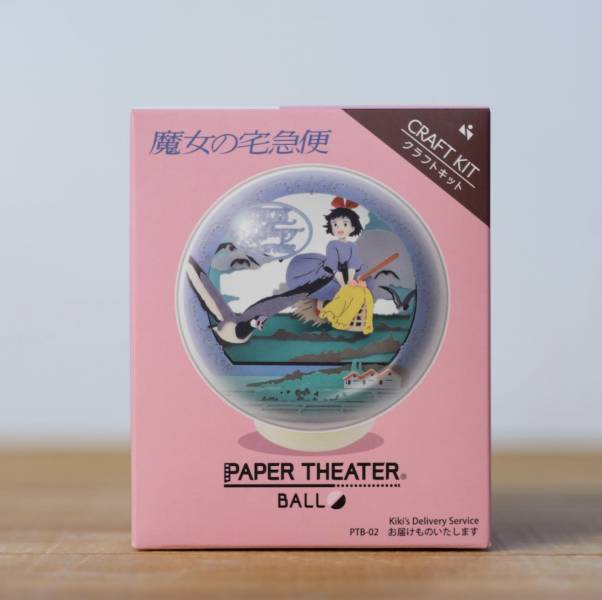 魔女の宅急便
CRAFT KIT
クラフトキット
PAPER THEATER®
BALL
Kiki's Delivery Service
PTB-02 お届けものいたします